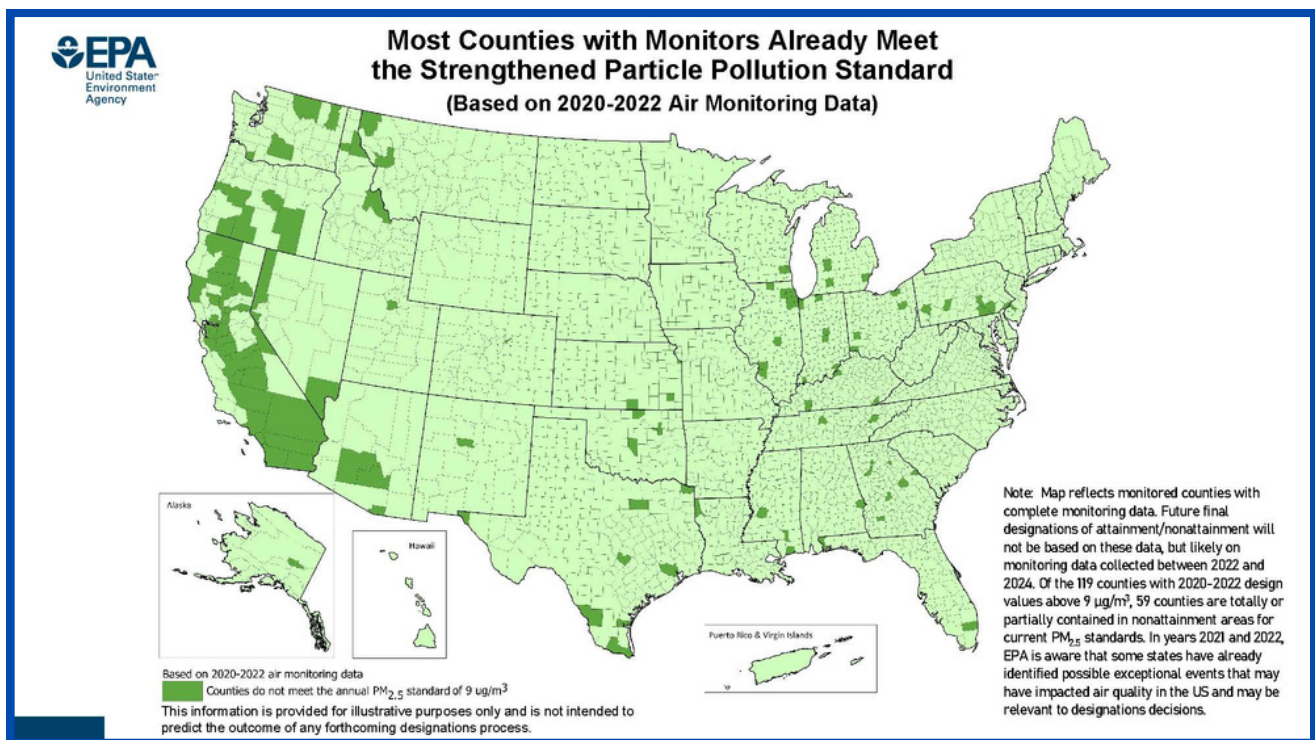 EPA
United State
Environment
Agency
Most Counties with Monitors Already Meet
the Strengthened Particle Pollution Standard
(Based on 2020-2022 Air Monitoring Data)
Alaska
Hawaii
Puerto Rico & Virgin Islands
Based on 2020-2022 air monitoring data
Counties do not meet the annual PM2.5 standard of 9 ug/m³
This information is provided for illustrative purposes only and is not intended to
predict the outcome of any forthcoming designations process.
Note: Map reflects monitored counties with
complete monitoring data. Future final
designations of attainment/nonattainment will
not be based on these data, but likely on
monitoring data collected between 2022 and
2024. Of the 119 counties with 2020-2022 design
values above 9 µg/m³, 59 counties are totally or
partially contained in nonattainment areas for
current PM2.5 standards. In years 2021 and 2022,
EPA is aware that some states have already
identified possible exceptional events that may
have impacted air quality in the US and may be
relevant to designations decisions.